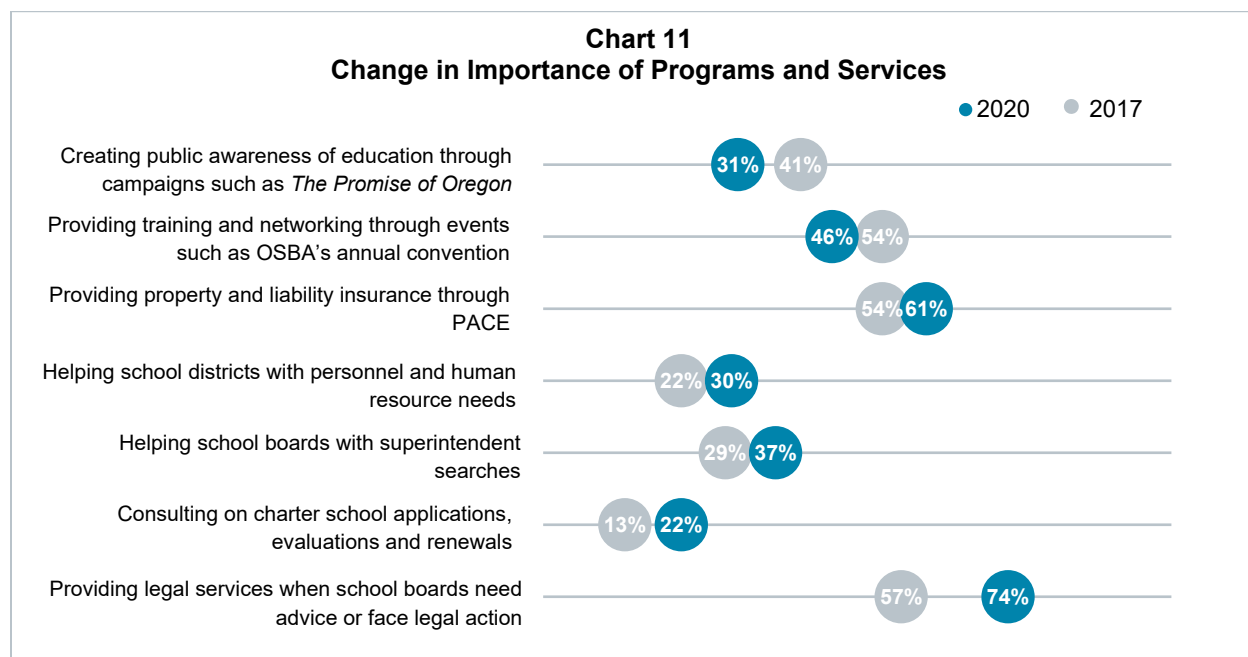 Chart 11
Change in Importance of Programs and Services
2020 2017
Creating public awareness of education through
campaigns such as The Promise of Oregon
31% 41%
Providing training and networking through events
such as OSBA's annual convention
46% 54%
Providing property and liability insurance through
PACE
54% 61%
Helping school districts with personnel and human
resource needs
22% 30%
Helping school boards with superintendent
searches
29% 37%
Consulting on charter school applications,
evaluations and renewals
13% 22%
Providing legal services when school boards need
advice or face legal action
57% 74%